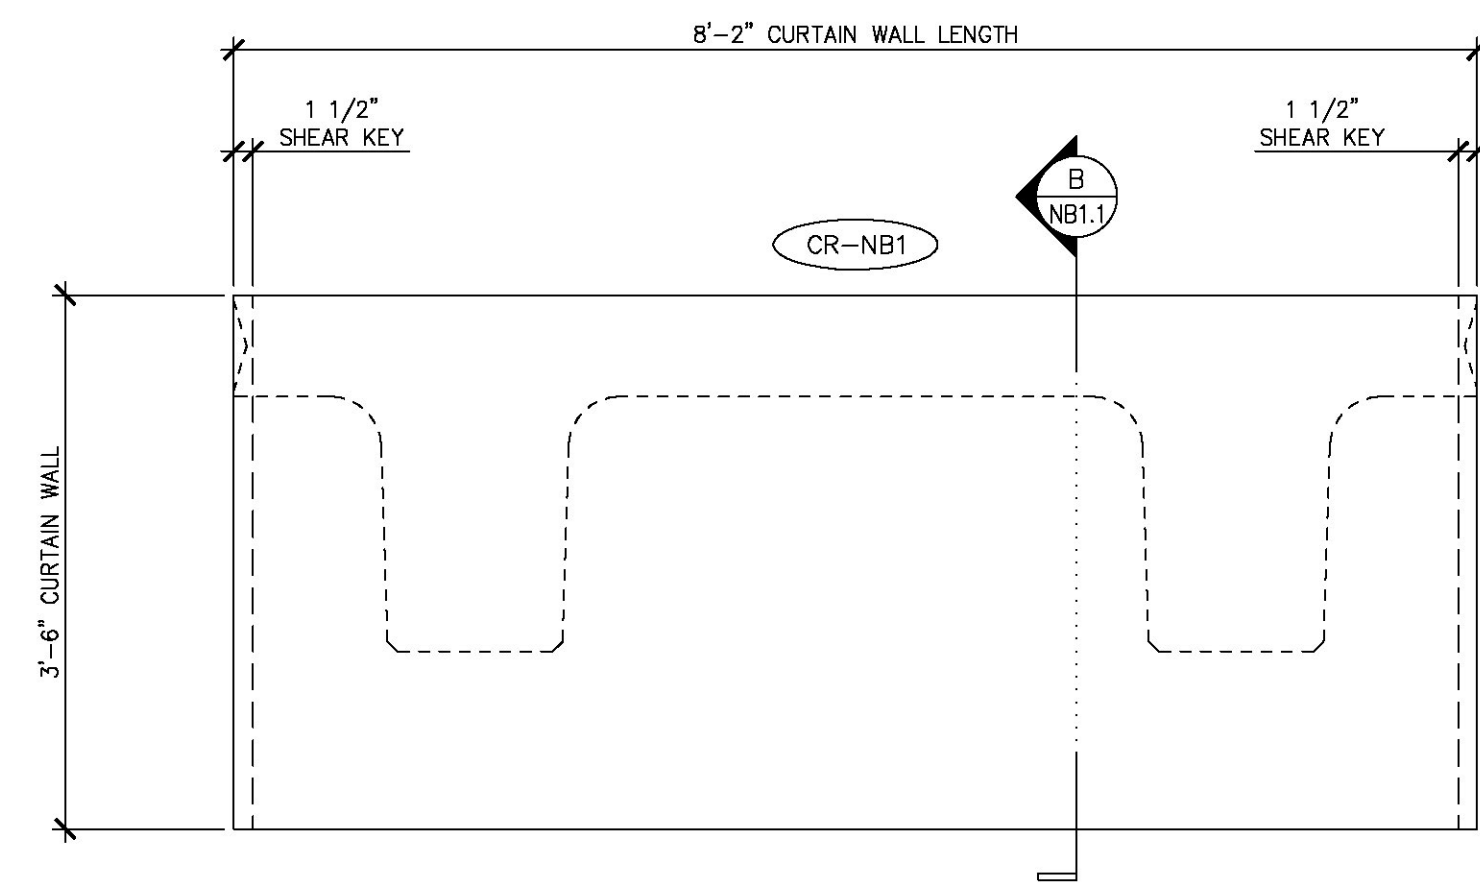 8'-2" CURTAIN WALL LENGTH
1 1/2"
SHEAR KEY
1 1/2"
SHEAR KEY
B
NB1.1
CR-NB1
3'-6" CURTAIN WALL